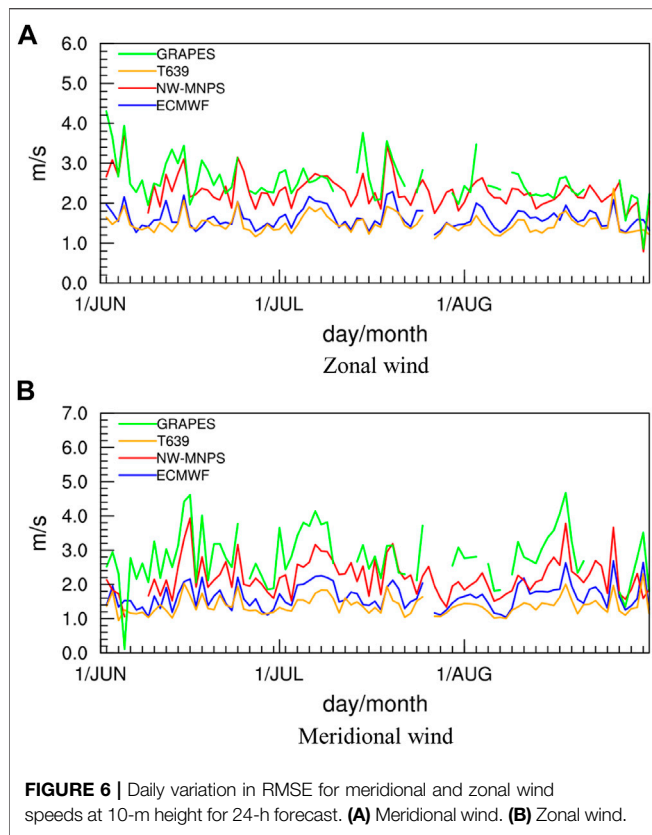 A
6.0
5.0
4.0
3.0
2.0
1.0
0.0
m/s
GRAPES
T639
NW-MNPS
ECMWF
1/JUN 1/JUL 1/AUG
day/month
Zonal wind
B
7.0
6.0
5.0
4.0
3.0
2.0
1.0
0.0
m/s
GRAPES
T639
NW-MNPS
ECMWF
1/JUN 1/JUL 1/AUG
day/month
Meridional wind
FIGURE 6 | Daily variation in RMSE for meridional and zonal wind
speeds at 10-m height for 24-h forecast. (A) Meridional wind. (B) Zonal wind.